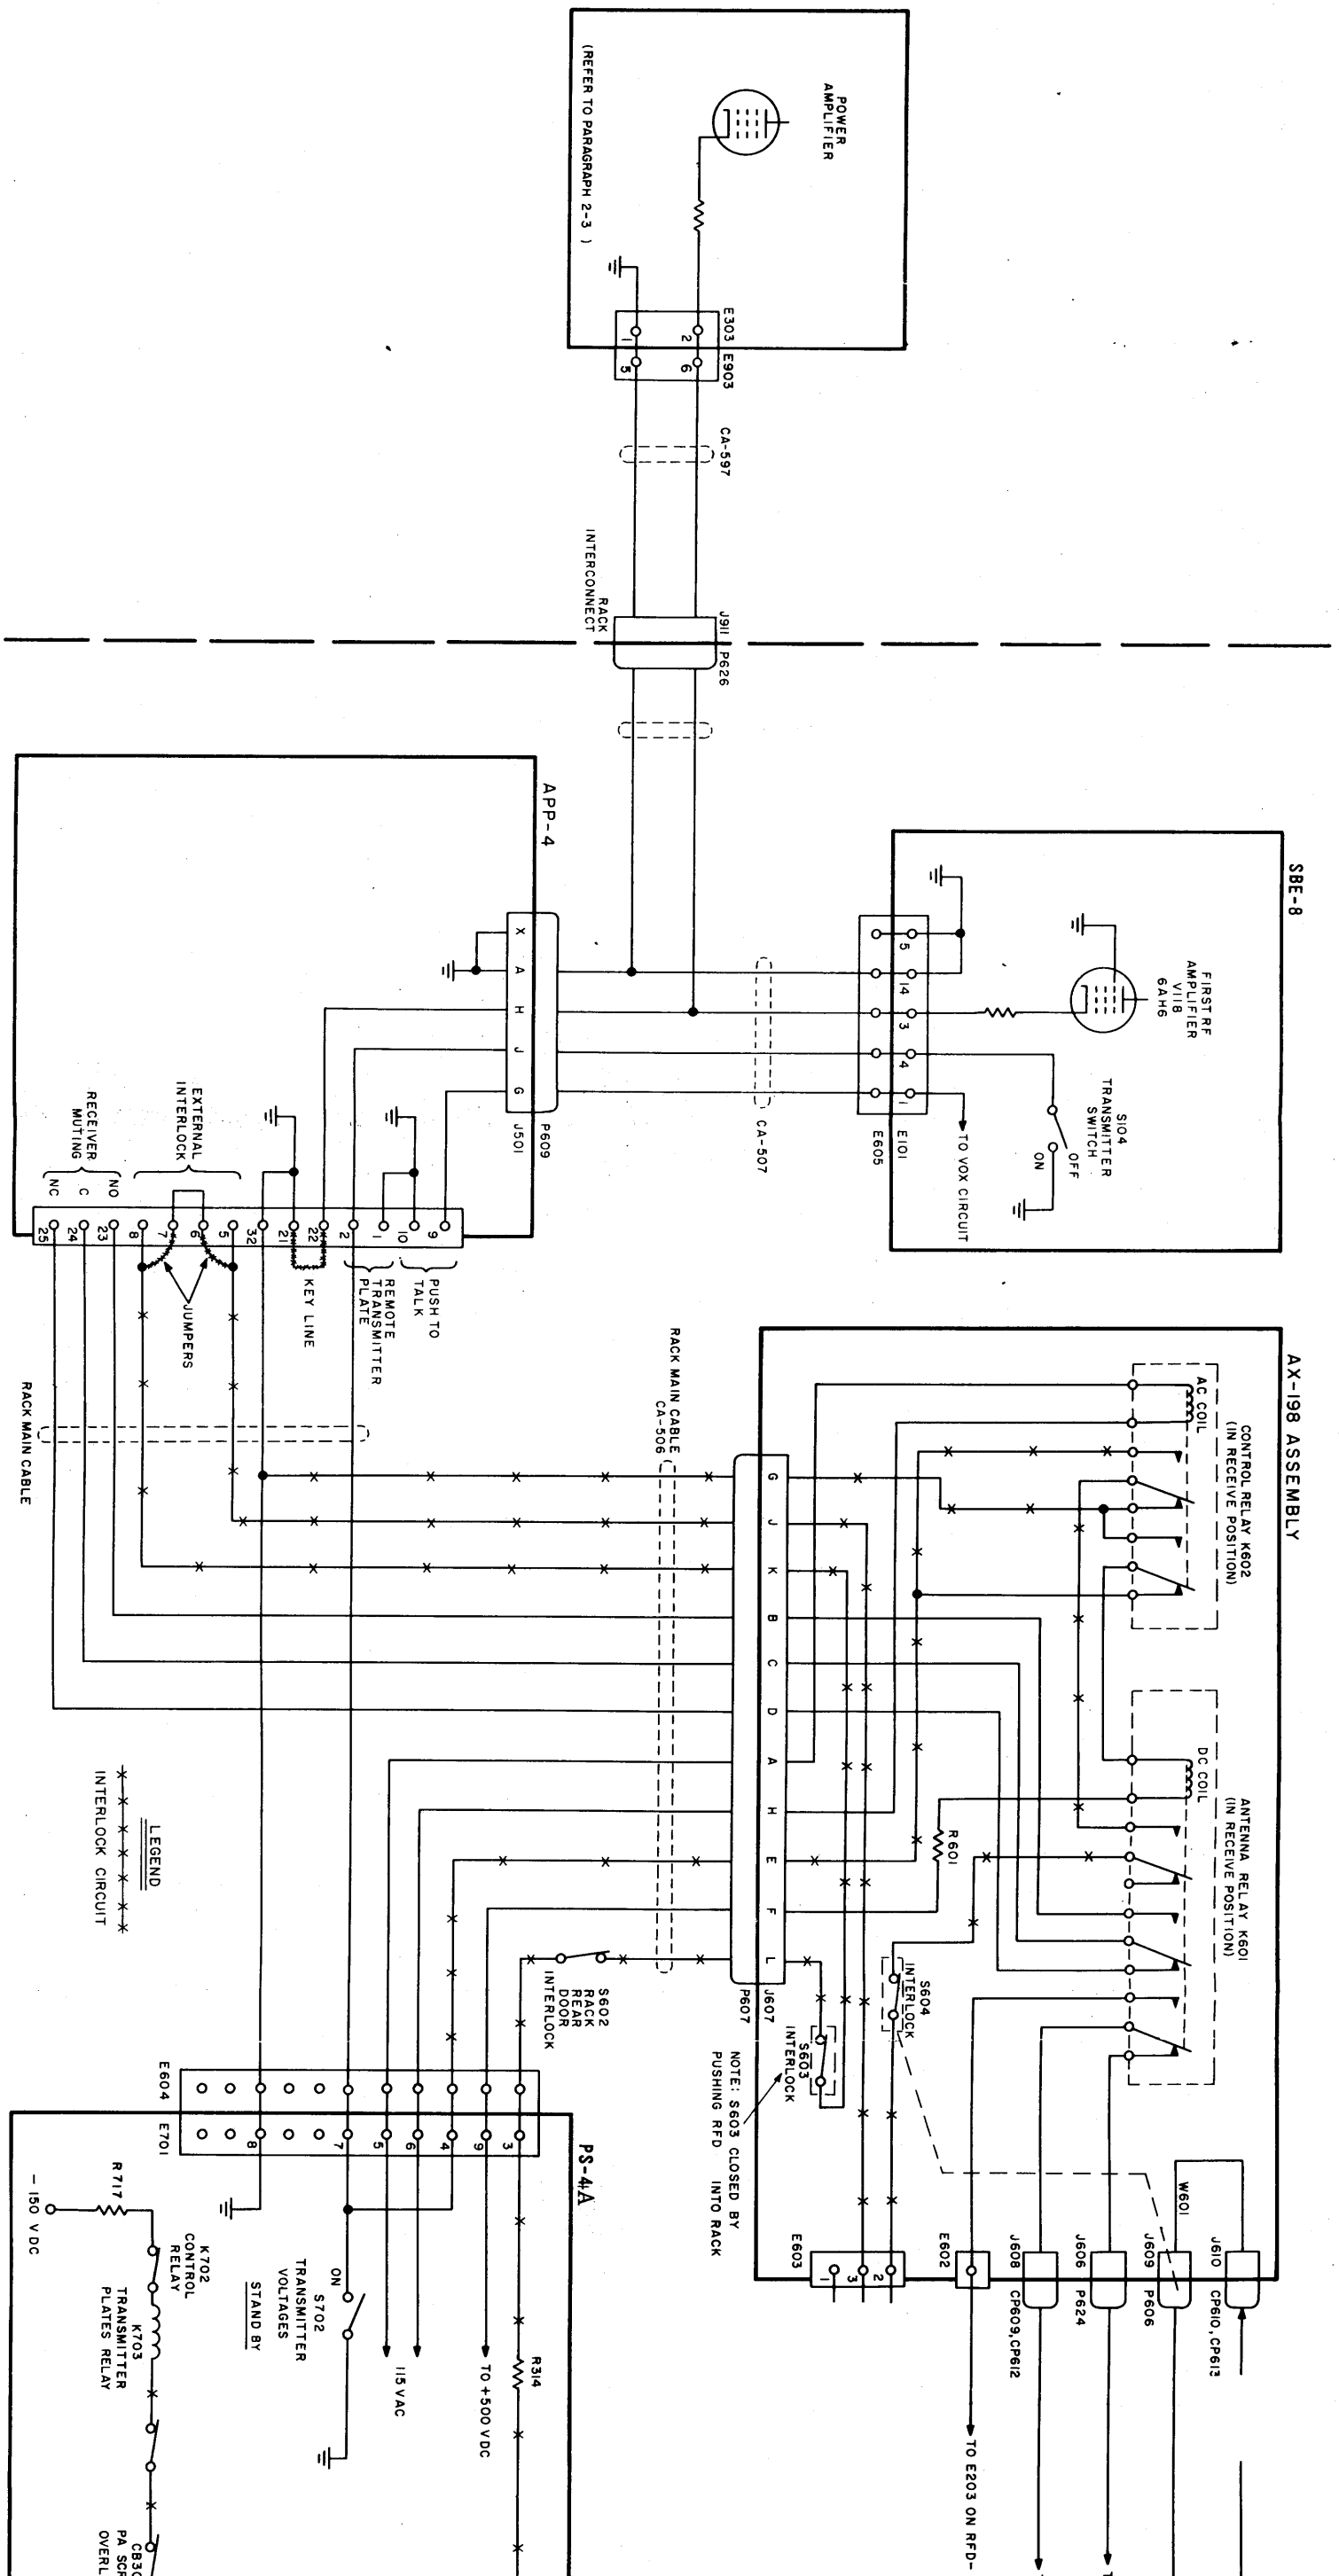 POWER
AMPLIFIER
(REFER TO PARAGRAPH 2-3 )
E303 E903
2 6
1 5
CA-597
RACK
INTERCONNECT
J911 P626
SBE-8
FIRST RF
AMPLIFIER
V118
6AH6
S104
TRANSMITTER
SWITCH
OFF
ON
TO VOX CIRCUIT
5 14 3 4 1
E101
E605
CA-507
APP-4
X A H J G
P609
J501
EXTERNAL
INTERLOCK
RECEIVER
MUTING
NO
C
NC
25 24 23 8 7 6 5 32 21 22 2 1 10 9
PUSH TO
TALK
REMOTE
TRANSMITTER
PLATE
KEY LINE
JUMPERS
RACK MAIN CABLE
RACK MAIN CABLE
CA-506
AX-198 ASSEMBLY
AC COIL
CONTROL RELAY K602
(IN RECEIVE POSITION)
DC COIL
ANTENNA RELAY K601
(IN RECEIVE POSITION)
G J K B C D A H E F L
J607
P607
R601
S604
INTERLOCK
S603
INTERLOCK
NOTE: S603 CLOSED BY
PUSHING RFD INTO RACK
S602
RACK
REAR
DOOR
INTERLOCK
W601
E603
1 3 2
E602
J608 CP609,CP612
J606 P624
J609 P606
J610 CP610,CP613
TO E203 ON RFD-
LEGEND
INTERLOCK CIRCUIT
E604
E701
8 7 5 6 4 9 3
PS-4A
R314
TO +500 VDC
115 VAC
ON
S702
TRANSMITTER
VOLTAGES
STAND BY
K702
CONTROL
RELAY
K703
TRANSMITTER
PLATES RELAY
R717
- 150 VDC
PA SCR
OVERL